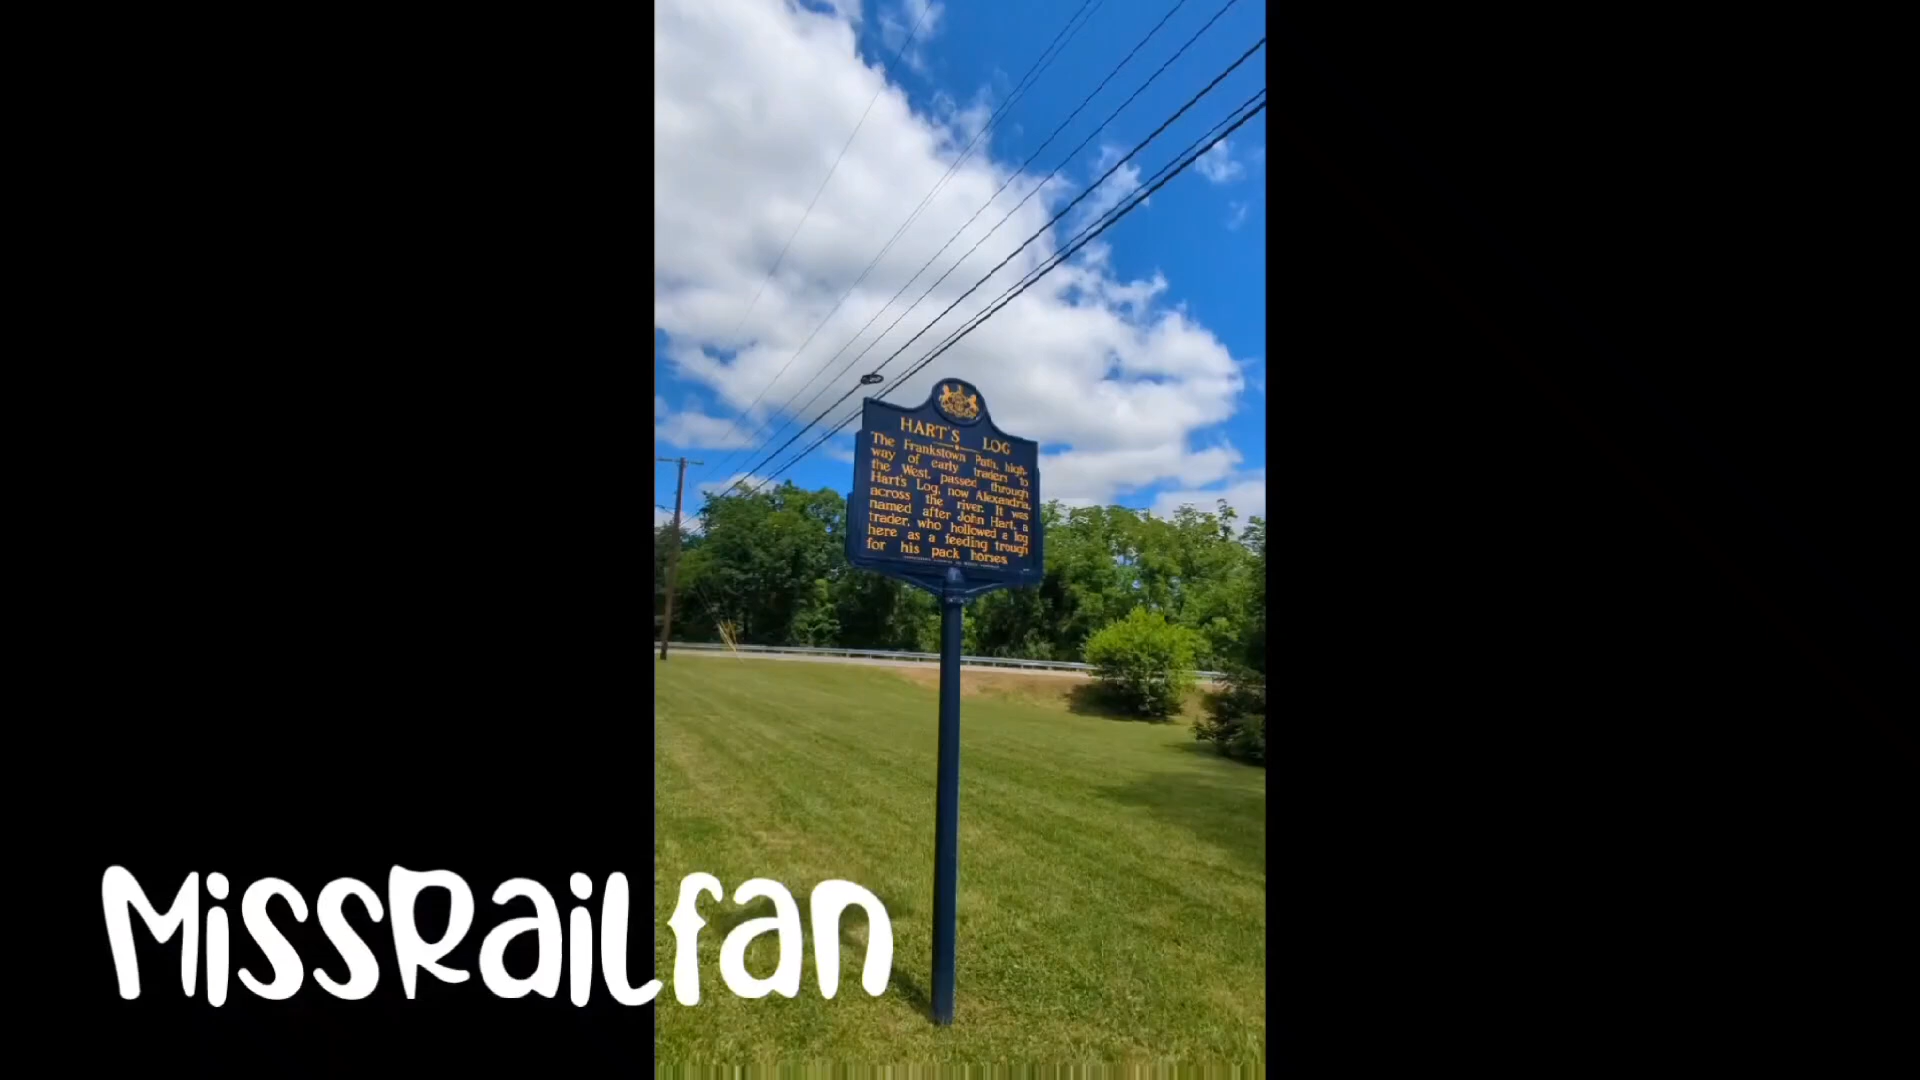 HART'S LOG
The Frankstown Path, high-
way of early traders to
the West, passed through
Hart's Log, now Alexandria,
across the river. It was
named after John Hart, a
trader, who hollowed a log
here as a feeding trough
for his pack horses.
MissRailfan